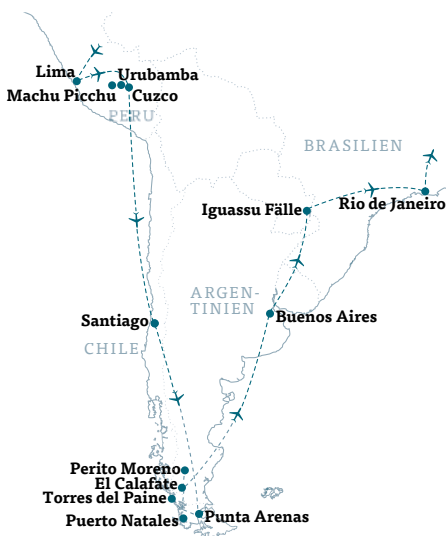 Lima
Urubamba
Machu Picchu
Cuzco
PERU
BRASILIEN
Rio de Janeiro
Iguassu Fälle
ARGEN-
TINIEN
Buenos Aires
Santiago
CHILE
Perito Moreno
El Calafate
Torres del Paine
Puerto Natales
Punta Arenas